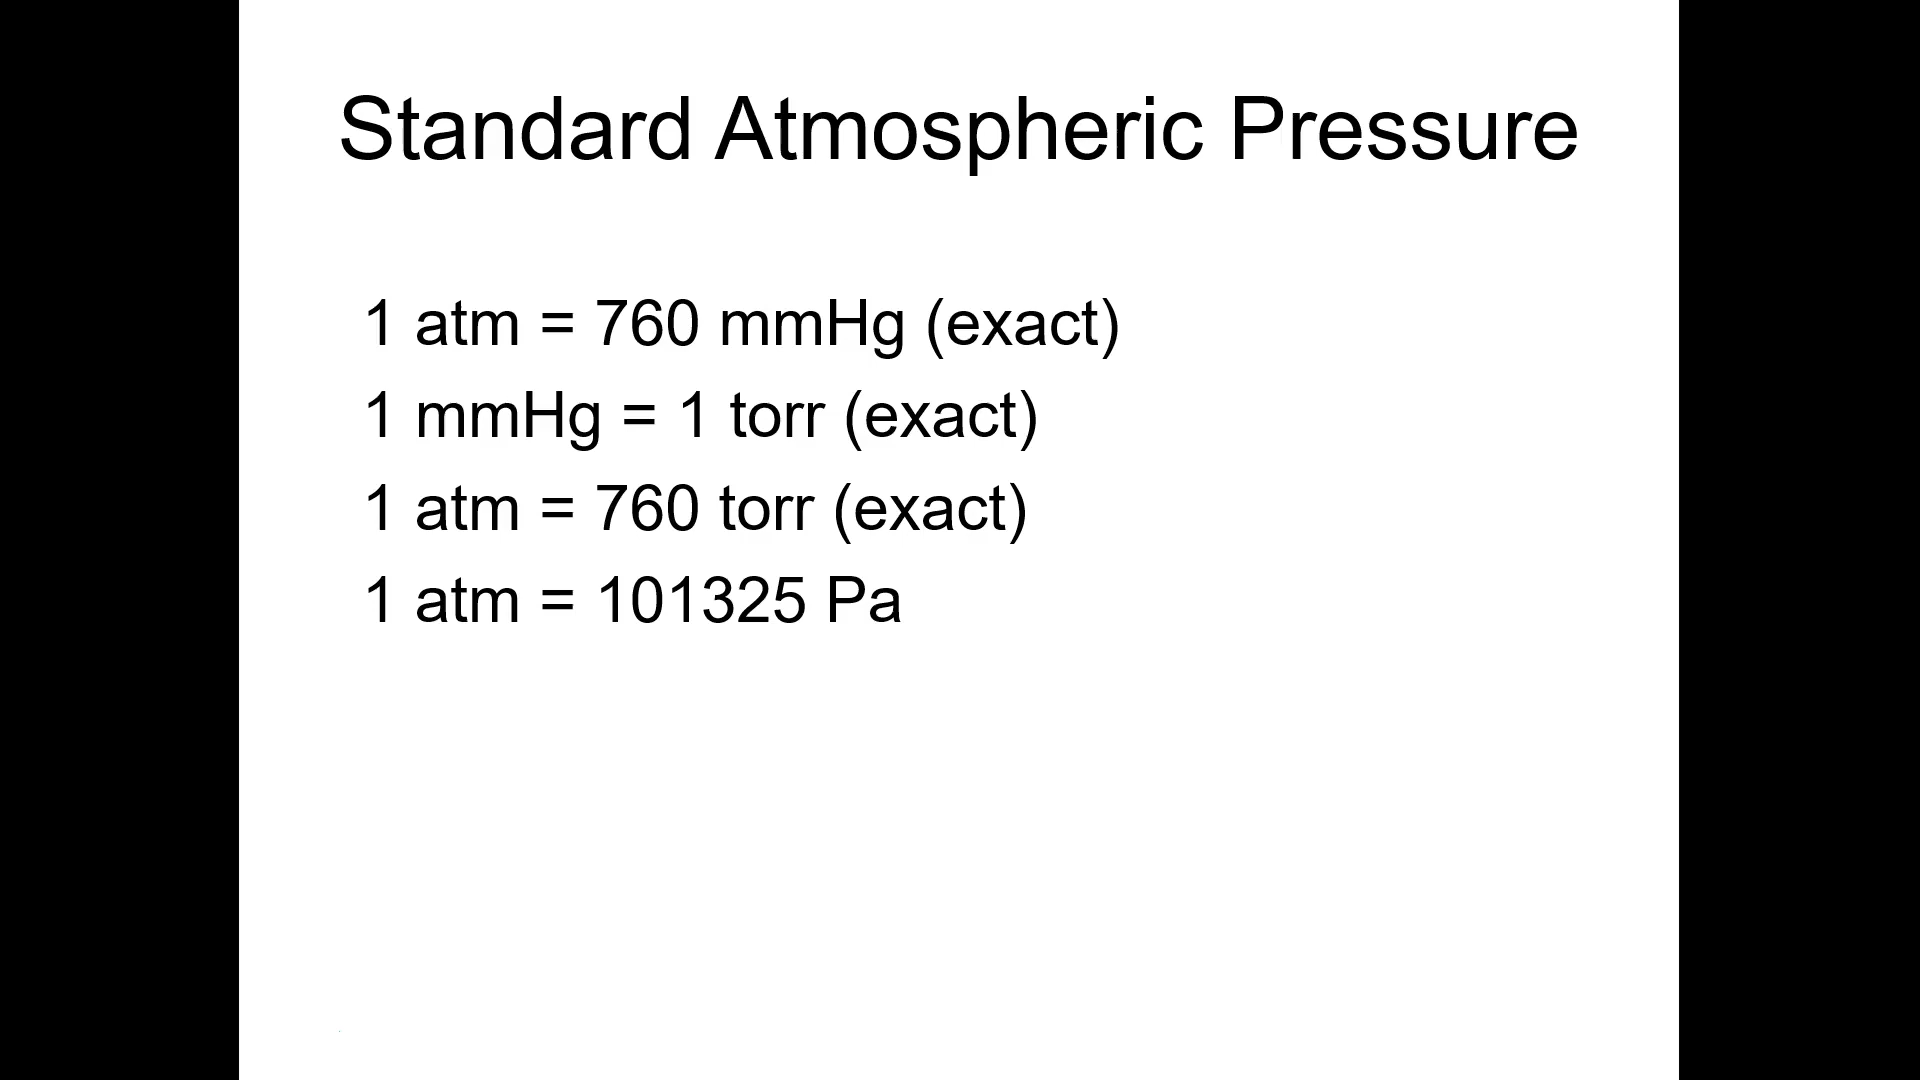 Standard Atmospheric Pressure
1 atm = 760 mmHg (exact)
1 mmHg = 1 torr (exact)
1 atm = 760 torr (exact)
1 atm = 101325 Pa